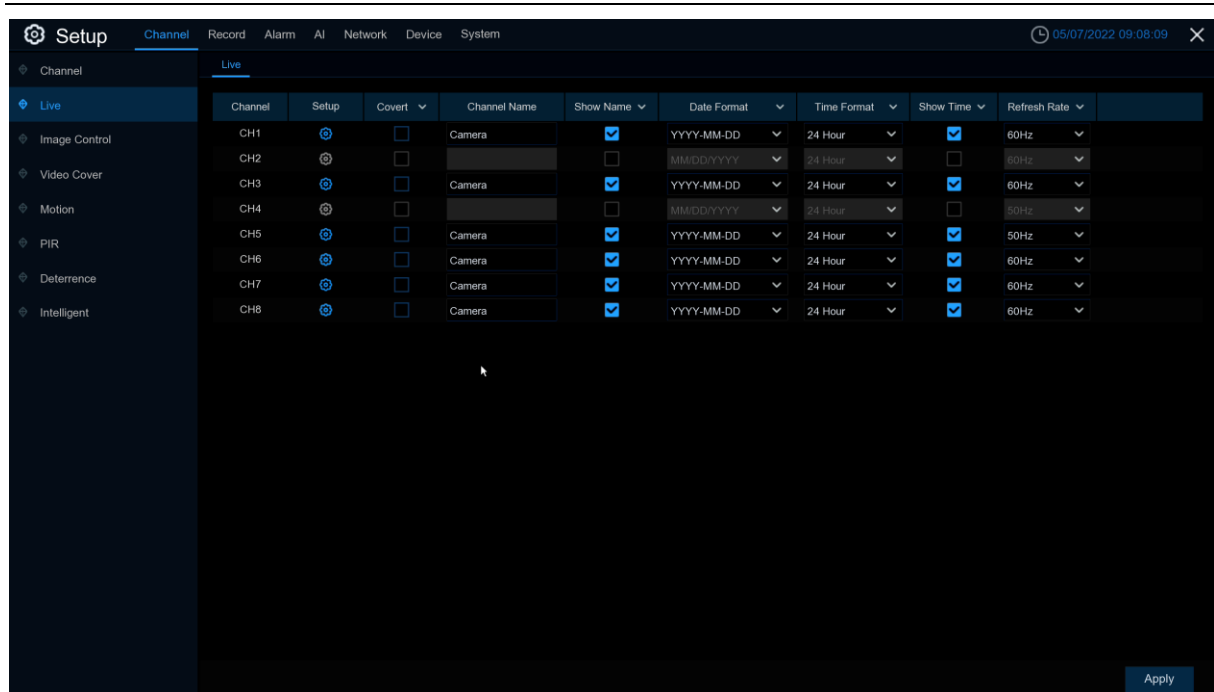 Setup Channel Record Alarm AI Network Device System 05/07/2022 09:08:09
Channel
Live
Image Control
Video Cover
Motion
PIR
Deterrence
Intelligent
Live
Channel Setup Covert Channel Name Show Name Date Format Time Format Show Time Refresh Rate
CH1 Camera YYYY-MM-DD 24 Hour 60Hz
CH2 MM/DD/YYYY 24 Hour 60Hz
CH3 Camera YYYY-MM-DD 24 Hour 60Hz
CH4 MM/DD/YYYY 24 Hour 50Hz
CH5 Camera YYYY-MM-DD 24 Hour 50Hz
CH6 Camera YYYY-MM-DD 24 Hour 60Hz
CH7 Camera YYYY-MM-DD 24 Hour 60Hz
CH8 Camera YYYY-MM-DD 24 Hour 60Hz
Apply